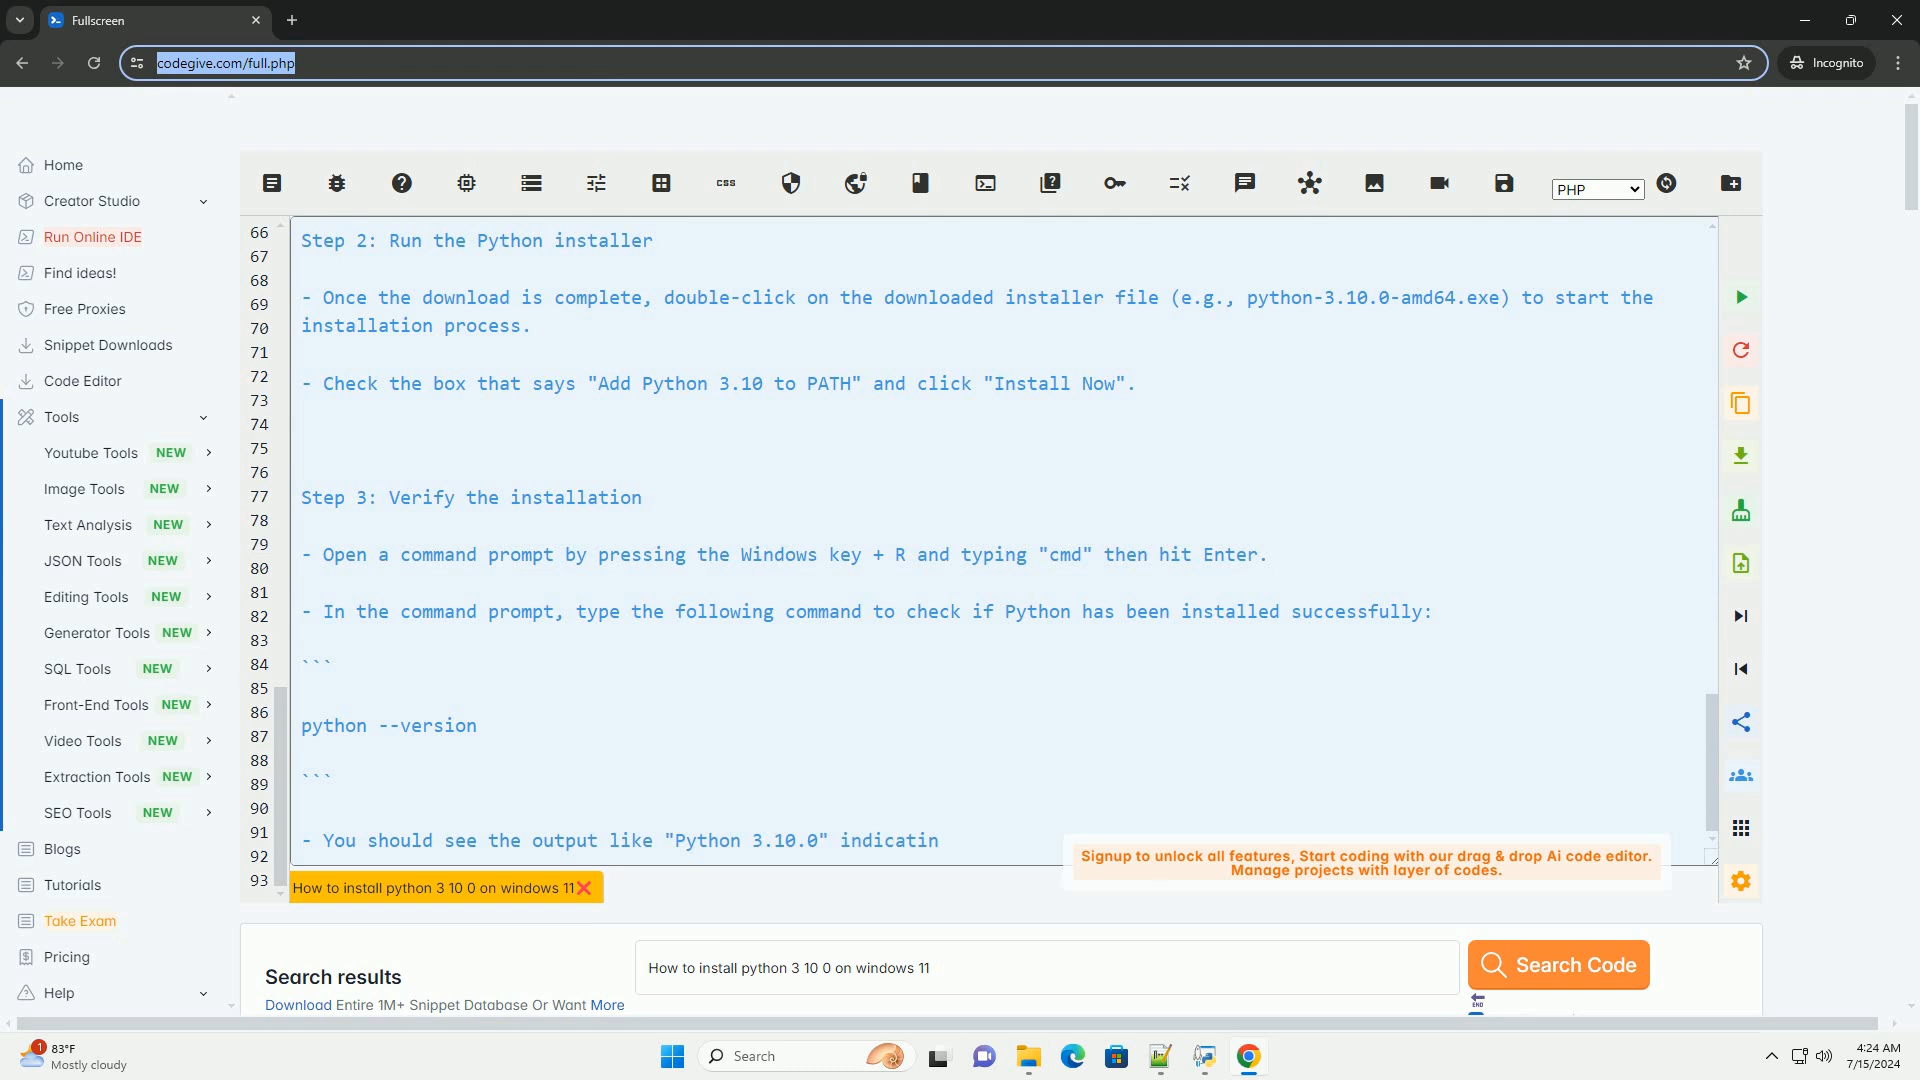 Fullscreen
codegive.com/full.php
Incognito
Home
Creator Studio
Run Online IDE
Find ideas!
Free Proxies
Snippet Downloads
Code Editor
Tools
Youtube Tools NEW
Image Tools NEW
Text Analysis NEW
JSON Tools NEW
Editing Tools NEW
Generator Tools NEW
SQL Tools NEW
Front-End Tools NEW
Video Tools NEW
Extraction Tools NEW
SEO Tools NEW
Blogs
Tutorials
Take Exam
Pricing
Help
css
PHP
66
67
68
69
70
71
72
73
74
75
76
77
78
79
80
81
82
83
84
85
86
87
88
89
90
91
92
93
Step 2: Run the Python installer
- Once the download is complete, double-click on the downloaded installer file (e.g., python-3.10.0-amd64.exe) to start the
installation process.
- Check the box that says "Add Python 3.10 to PATH" and click "Install Now".
Step 3: Verify the installation
- Open a command prompt by pressing the Windows key + R and typing "cmd" then hit Enter.
- In the command prompt, type the following command to check if Python has been installed successfully:
```
python --version
```
- You should see the output like "Python 3.10.0" indicatin
Signup to unlock all features, Start coding with our drag & drop Ai code editor.
Manage projects with layer of codes.
How to install python 3 10 0 on windows 11
Search results
Download Entire 1M+ Snippet Database Or Want More
How to install python 3 10 0 on windows 11
Search Code
END
1
83°F
Mostly cloudy
Search
4:24 AM
7/15/2024